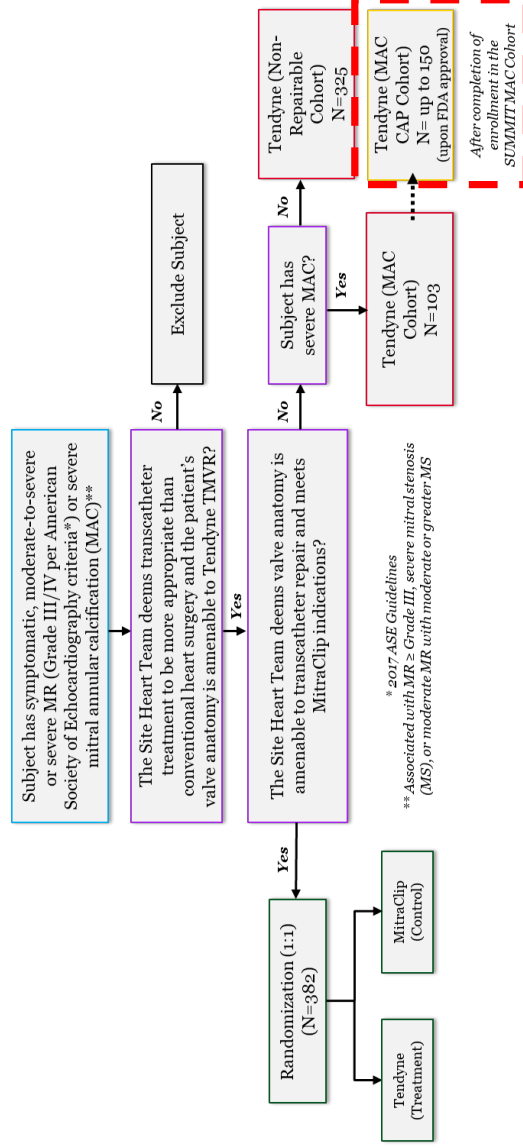 Subject has symptomatic, moderate-to-severe
or severe MR (Grade III/IV per American
Society of Echocardiography criteria*) or severe
mitral annular calcification (MAC)**
The Site Heart Team deems transcatheter
treatment to be more appropriate than
conventional heart surgery and the patient's
valve anatomy is amenable to Tendyne TMVR?
No
Exclude Subject
Yes
The Site Heart Team deems valve anatomy is
amenable to transcatheter repair and meets
MitraClip indications?
Yes
Randomization (1:1)
(N=382)
Tendyne
(Treatment)
MitraClip
(Control)
No
Subject has
severe MAC?
No
Tendyne (Non-
Repairable
Cohort)
N=325
Yes
Tendyne (MAC
Cohort)
N=103
Tendyne (MAC
CAP Cohort)
N= up to 150
(upon FDA approval)
After completion of
enrollment in the
SUMMIT MAC Cohort
* 2017 ASE Guidelines
** Associated with MR ≥ Grade III, severe mitral stenosis
(MS), or moderate MR with moderate or greater MS